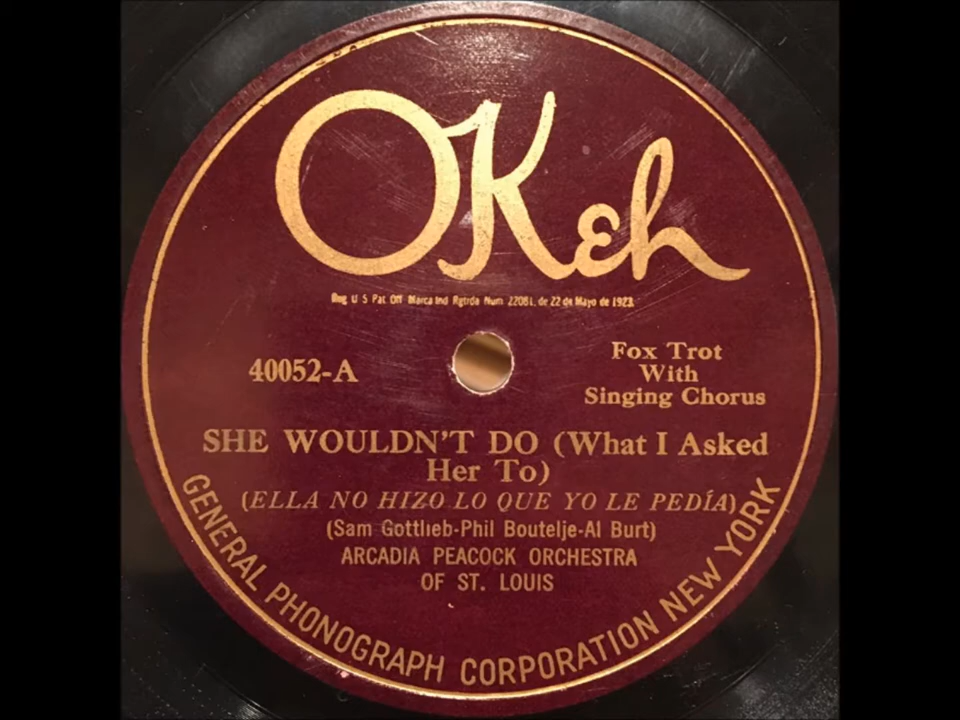 OKeh
Reg U S Pat Off Marca Ind Rgtrda Num 22081, de 22 de Mayo de 1923.
40052-A
Fox Trot
With
Singing Chorus
SHE WOULDN'T DO (What I Asked
Her To)
(ELLA NO HIZO LO QUE YO LE PEDÍA)
(Sam Gottlieb-Phil Boutelje-Al Burt)
ARCADIA PEACOCK ORCHESTRA
OF ST. LOUIS
GENERAL PHONOGRAPH CORPORATION NEW YORK